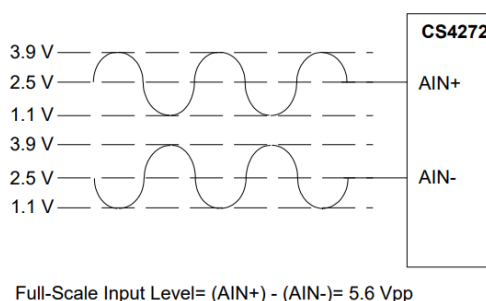 CS4272
3.9 V
2.5 V
AIN+
1.1 V
3.9 V
2.5 V
AIN-
1.1 V
Full-Scale Input Level= (AIN+) - (AIN-)= 5.6 Vpp